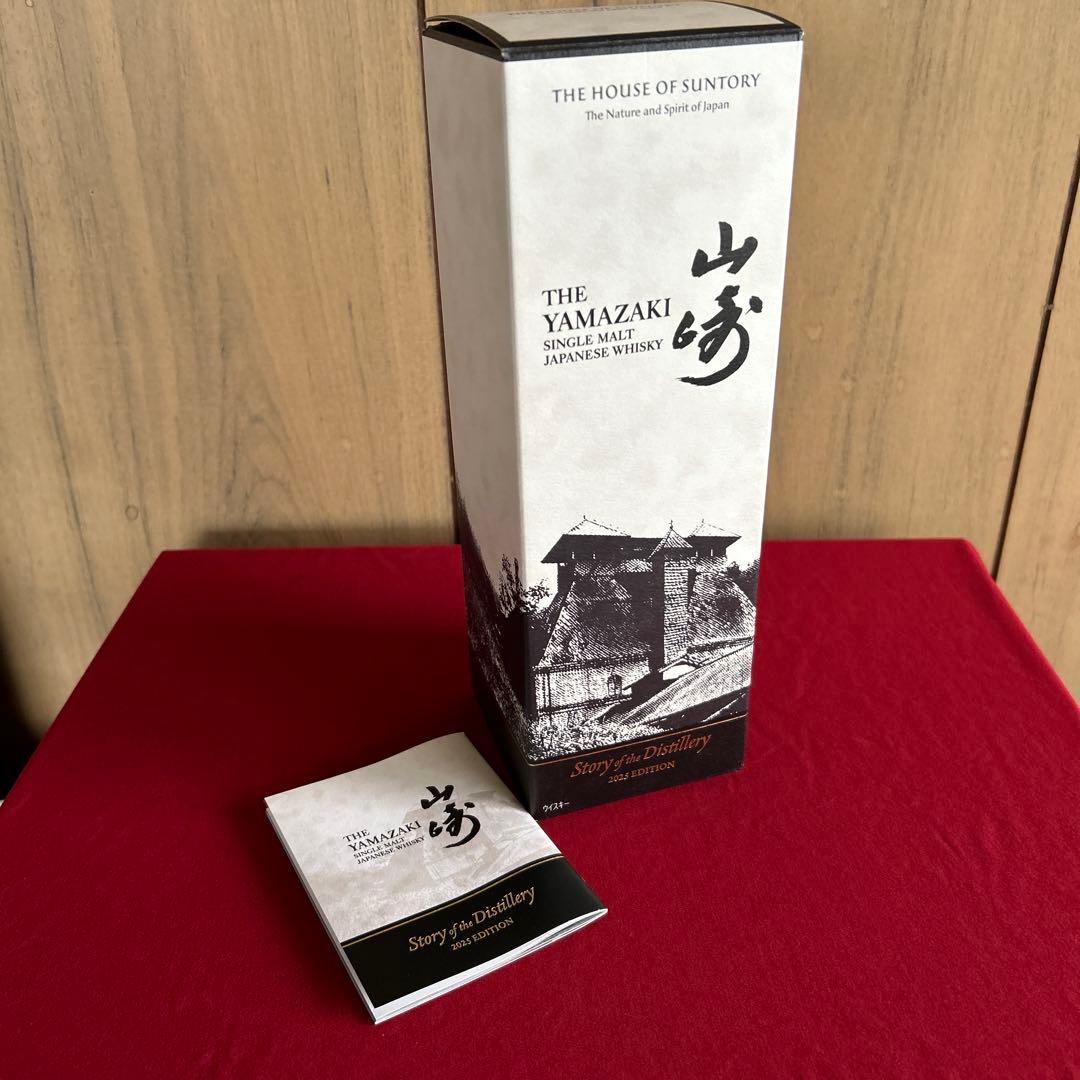 THE HOUSE OF SUNTORY
The Nature and Spirit of Japan
山崎
THE
YAMAZAKI
SINGLE MALT
JAPANESE WHISKY
Story of the Distillery
2025 EDITION
ウイスキー
山崎
THE
YAMAZAKI
SINGLE MALT
JAPANESE WHISKY
Story of the Distillery
2025 EDITION